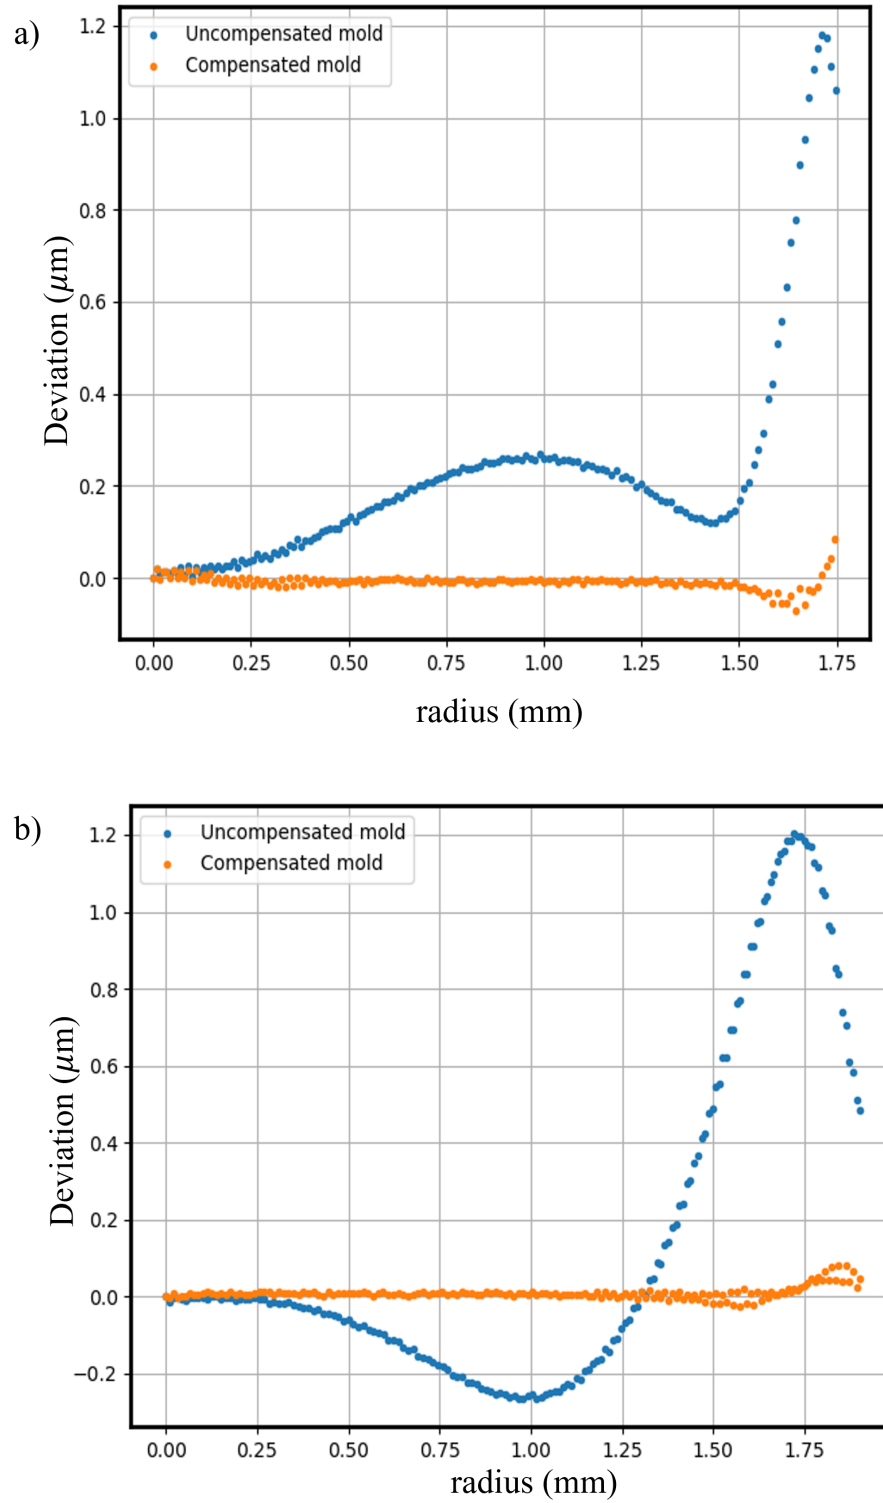 a)
Uncompensated mold
Compensated mold
1.2
1.0
0.8
0.6
0.4
0.2
0.0
Deviation (μm)
0.00 0.25 0.50 0.75 1.00 1.25 1.50 1.75
radius (mm)
b)
Uncompensated mold
Compensated mold
1.2
1.0
0.8
0.6
0.4
0.2
0.0
−0.2
Deviation (μm)
0.00 0.25 0.50 0.75 1.00 1.25 1.50 1.75
radius (mm)